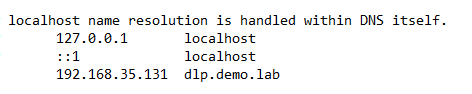 localhost name resolution is handled within DNS itself.
127.0.0.1 localhost
::1 localhost
192.168.35.131 dlp.demo.lab